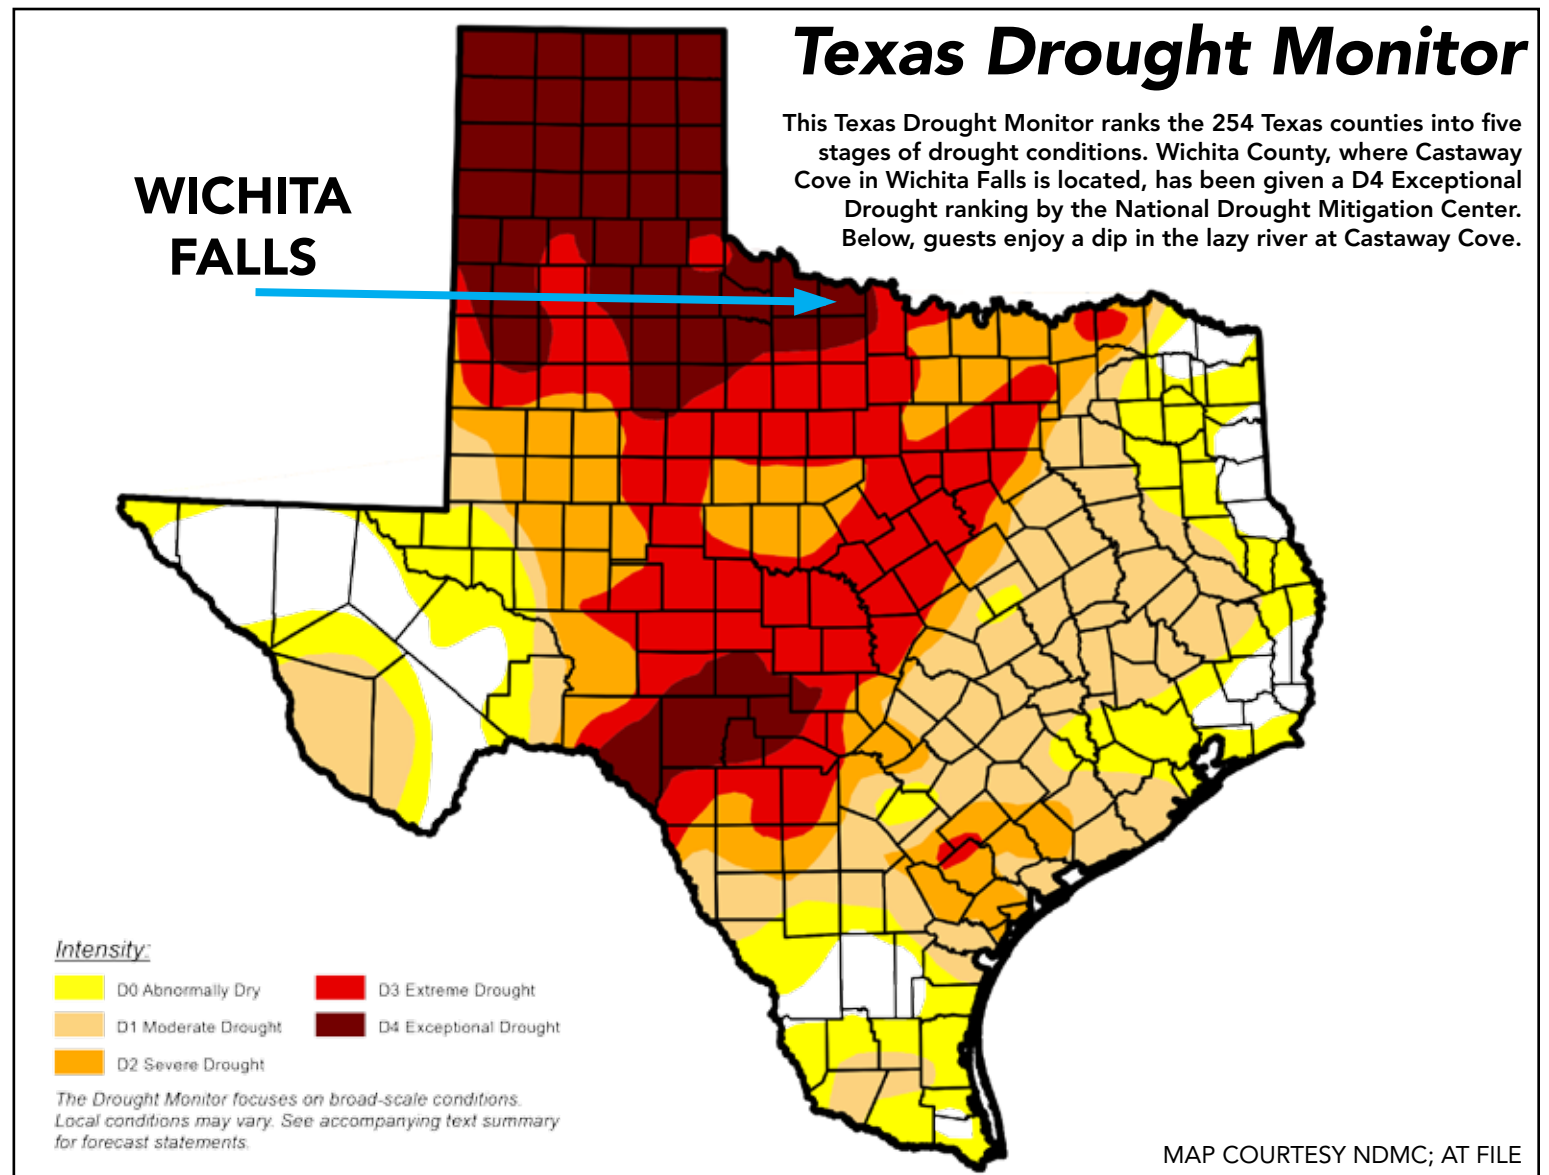 Texas Drought Monitor
This Texas Drought Monitor ranks the 254 Texas counties into five
stages of drought conditions. Wichita County, where Castaway
Cove in Wichita Falls is located, has been given a D4 Exceptional
Drought ranking by the National Drought Mitigation Center.
Below, guests enjoy a dip in the lazy river at Castaway Cove.
WICHITA
FALLS
Intensity:
D0 Abnormally Dry
D1 Moderate Drought
D2 Severe Drought
D3 Extreme Drought
D4 Exceptional Drought
The Drought Monitor focuses on broad-scale conditions.
Local conditions may vary. See accompanying text summary
for forecast statements.
MAP COURTESY NDMC; AT FILE